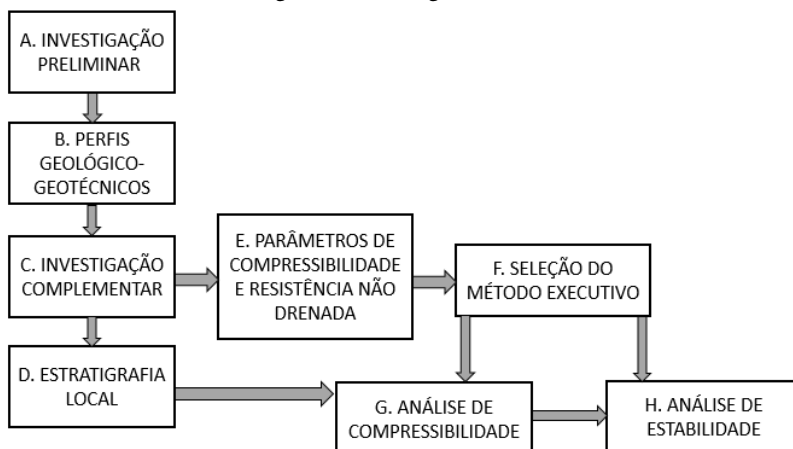 A. INVESTIGAÇÃO
PRELIMINAR
B. PERFIS
GEOLÓGICO-
GEOTÉCNICOS
C. INVESTIGAÇÃO
COMPLEMENTAR
D. ESTRATIGRAFIA
LOCAL
E. PARÂMETROS DE
COMPRESSIBILIDADE
E RESISTÊNCIA NÃO
DRENADA
F. SELEÇÃO DO
MÉTODO EXECUTIVO
G. ANÁLISE DE
COMPRESSIBILIDADE
H. ANÁLISE DE
ESTABILIDADE